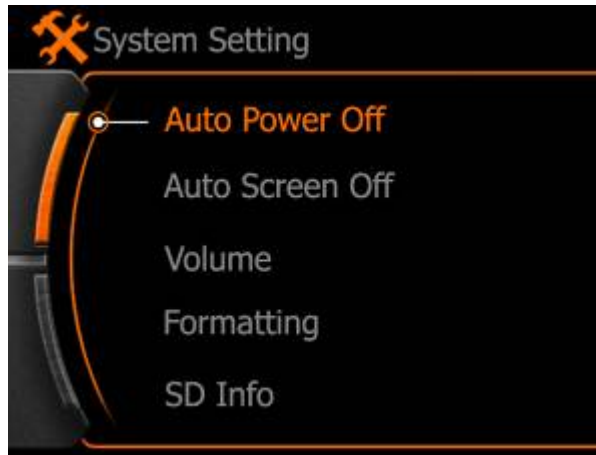 System Setting
Auto Power Off
Auto Screen Off
Volume
Formatting
SD Info